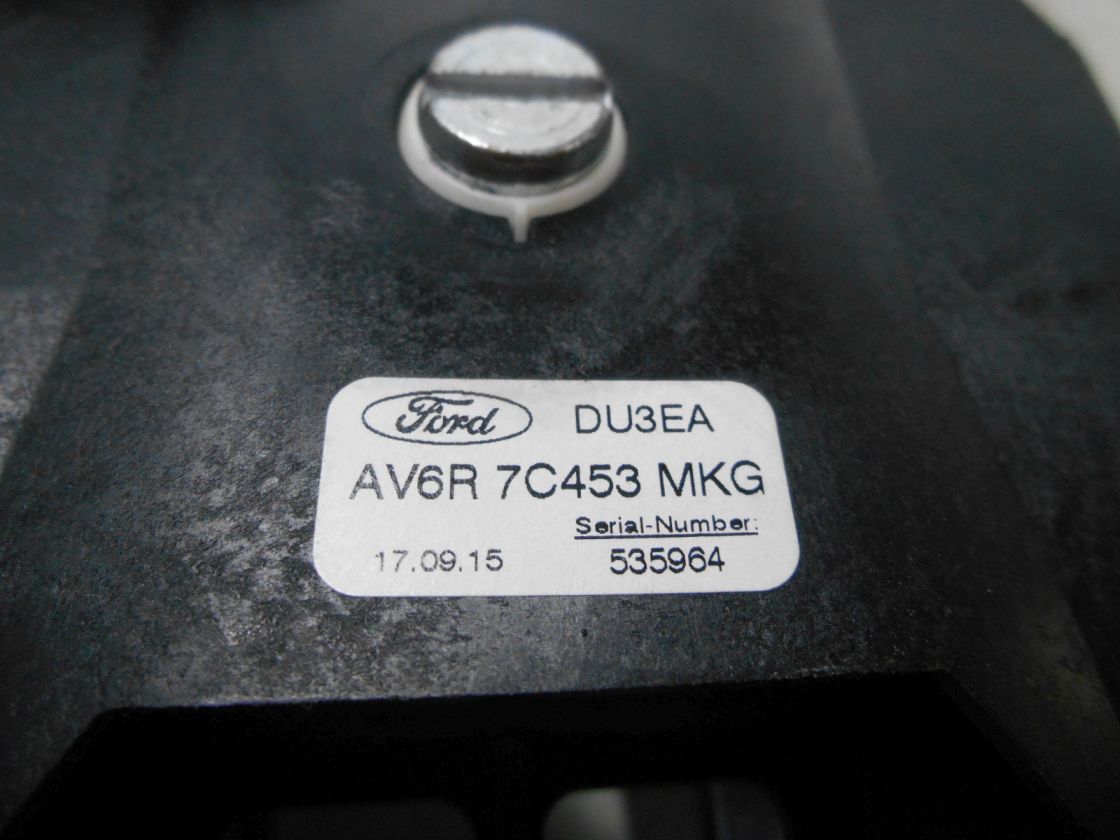 Ford DU3EA
AV6R 7C453 MKG
Serial-Number:
17.09.15 535964